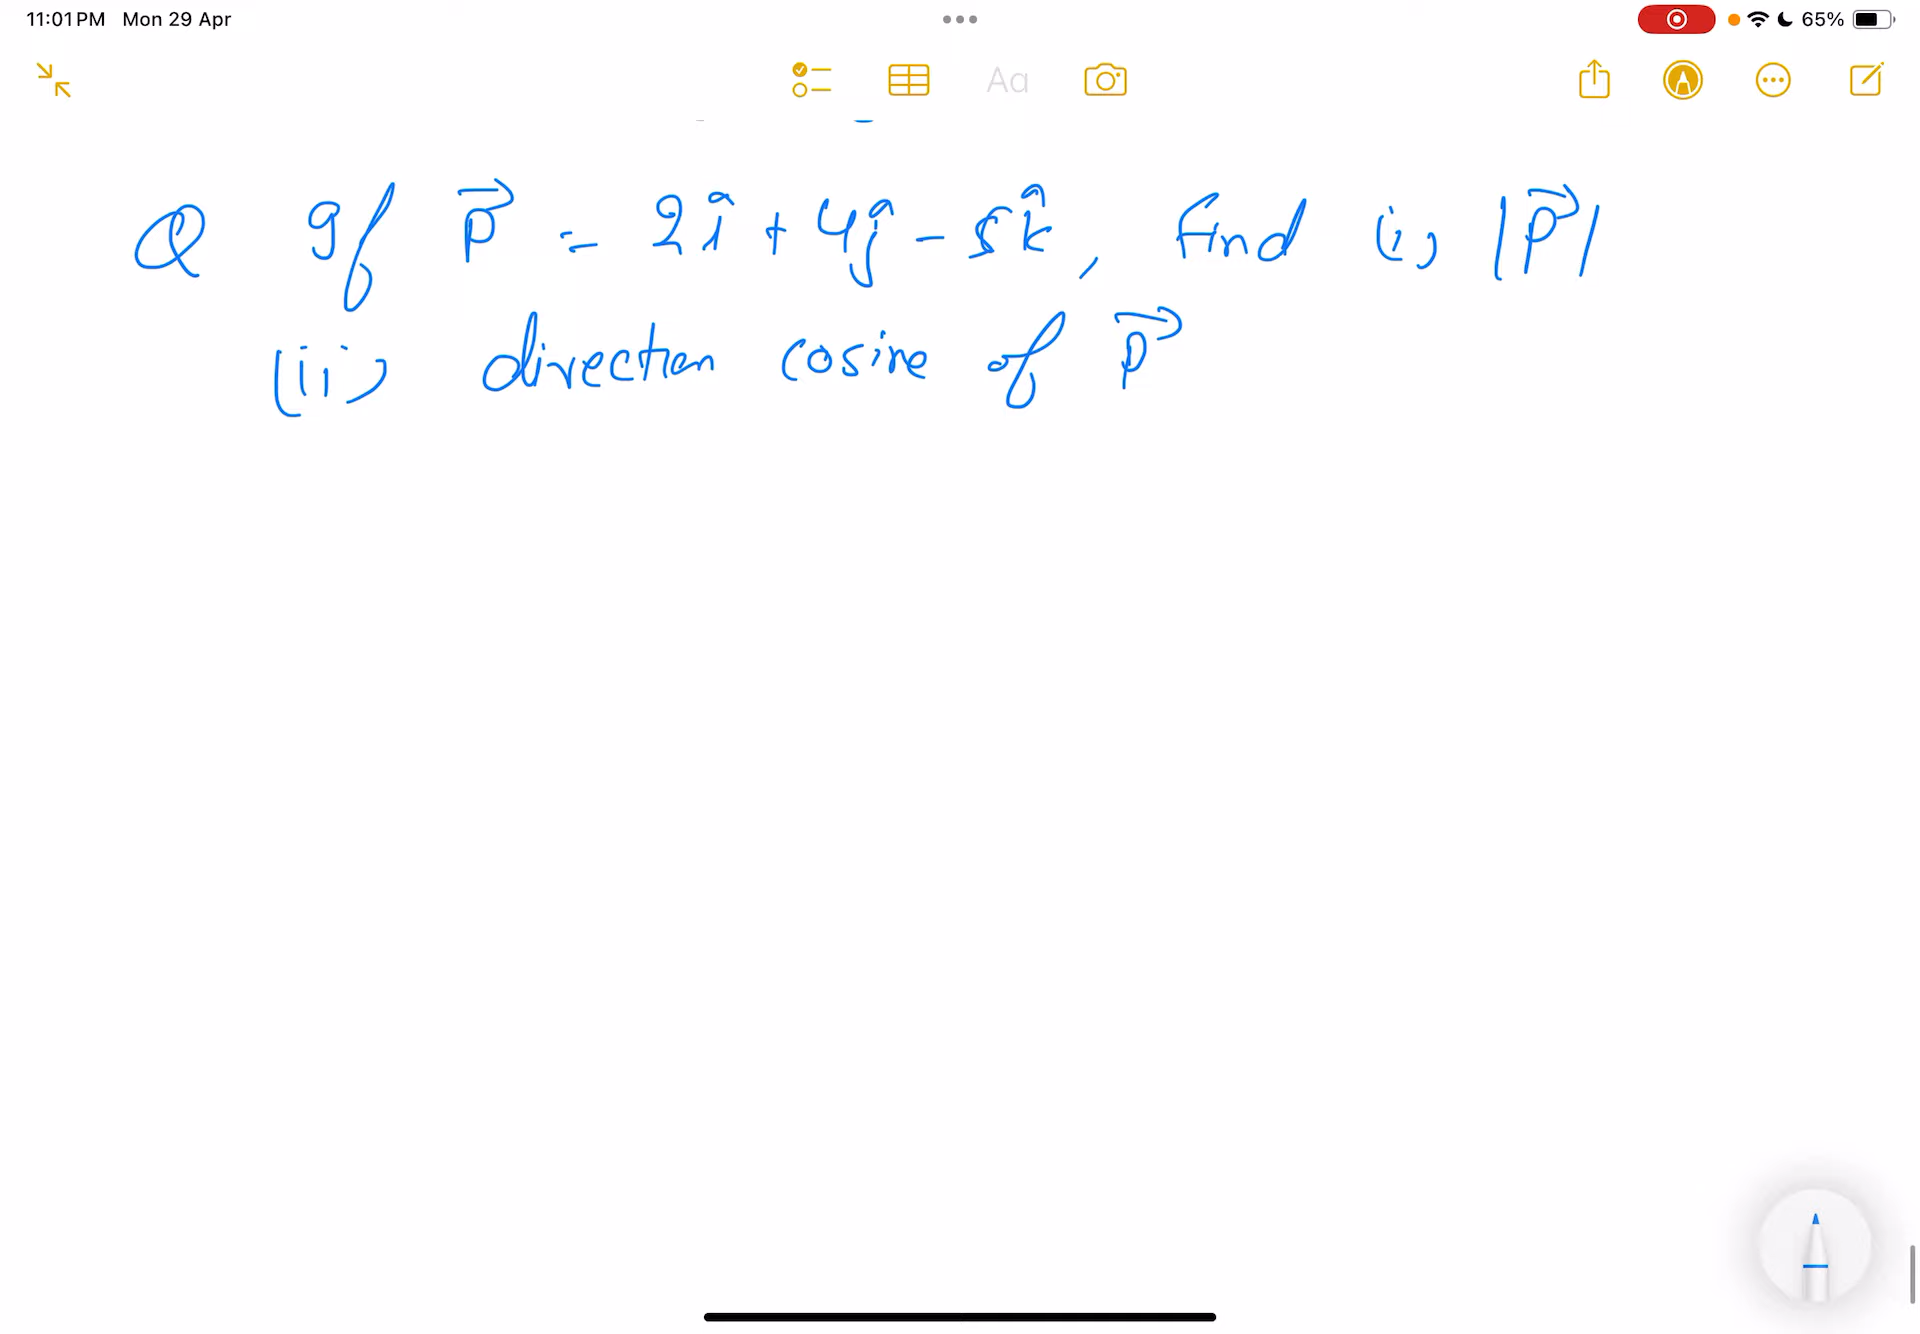 11:01 PM Mon 29 Apr
65%
Aa
Q If p⃗ = 2î + 4ĵ - 5k̂, find (i) |p⃗|
(ii) direction cosine of p⃗